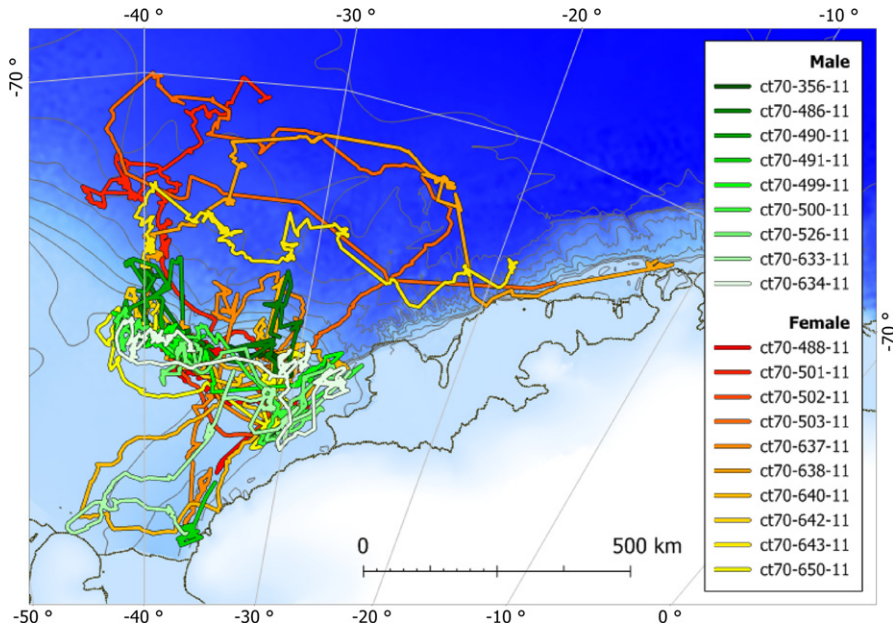 -40 °
-30 °
-20 °
-10 °
-70 °
Male
ct70-356-11
ct70-486-11
ct70-490-11
ct70-491-11
ct70-499-11
ct70-500-11
ct70-526-11
ct70-633-11
ct70-634-11
Female
ct70-488-11
ct70-501-11
ct70-502-11
ct70-503-11
ct70-637-11
ct70-638-11
ct70-640-11
ct70-642-11
ct70-643-11
ct70-650-11
-70 °
0
500 km
-50 °
-40 °
-30 °
-20 °
-10 °
0 °